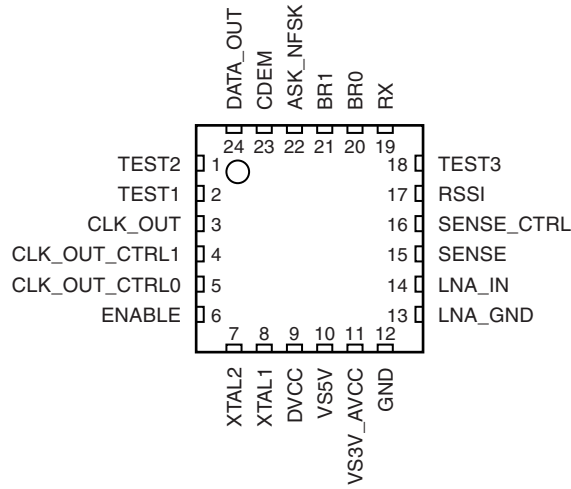 DATA_OUT
CDEM
ASK_NFSK
BR1
BR0
RX
24 23 22 21 20 19
TEST2 1 18 TEST3
TEST1 2 17 RSSI
CLK_OUT 3 16 SENSE_CTRL
CLK_OUT_CTRL1 4 15 SENSE
CLK_OUT_CTRL0 5 14 LNA_IN
ENABLE 6 13 LNA_GND
7 8 9 10 11 12
XTAL2
XTAL1
DVCC
VS5V
VS3V_AVCC
GND